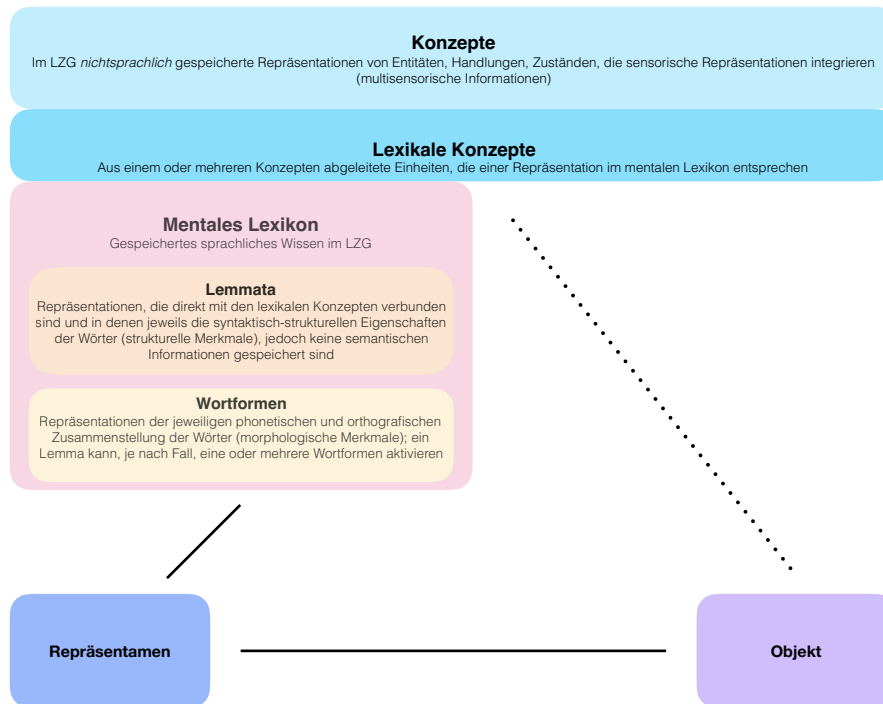 Konzepte
Im LZG nichtsprachlich gespeicherte Repräsentationen von Entitäten, Handlungen, Zuständen, die sensorische Repräsentationen integrieren
(multisensorische Informationen)
Lexikale Konzepte
Aus einem oder mehreren Konzepten abgeleitete Einheiten, die einer Repräsentation im mentalen Lexikon entsprechen
Mentales Lexikon
Gespeichertes sprachliches Wissen im LZG
Lemmata
Repräsentationen, die direkt mit den lexikalen Konzepten verbunden
sind und in denen jeweils die syntaktisch-strukturellen Eigenschaften
der Wörter (strukturelle Merkmale), jedoch keine semantischen
Informationen gespeichert sind
Wortformen
Repräsentationen der jeweiligen phonetischen und orthografischen
Zusammenstellung der Wörter (morphologische Merkmale); ein
Lemma kann, je nach Fall, eine oder mehrere Wortformen aktivieren
Repräsentamen
Objekt